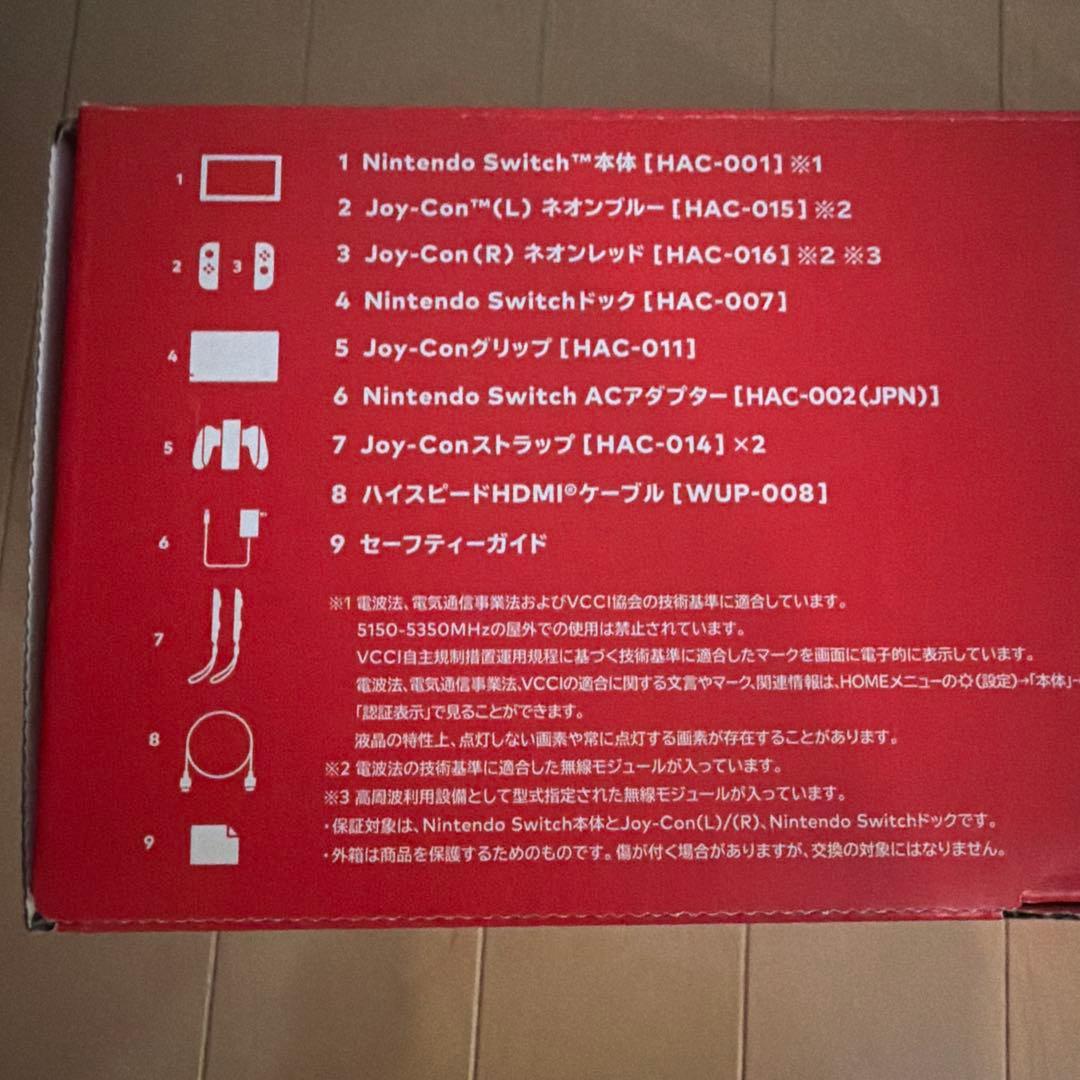 1 Nintendo Switch™本体 [HAC-001] ※1
2 Joy-Con™(L) ネオンブルー [HAC-015] ※2
3 Joy-Con(R) ネオンレッド [HAC-016] ※2 ※3
4 Nintendo Switchドック [HAC-007]
5 Joy-Conグリップ [HAC-011]
6 Nintendo Switch ACアダプター [HAC-002(JPN)]
7 Joy-Conストラップ [HAC-014] ×2
8 ハイスピードHDMI®ケーブル [WUP-008]
9 セーフティーガイド
※1 電波法、電気通信事業法およびVCCI協会の技術基準に適合しています。
5150-5350MHzの屋外での使用は禁止されています。
VCCI自主規制措置運用規程に基づく技術基準に適合したマークを画面に電子的に表示しています。
電波法、電気通信事業法、VCCIの適合に関する文言やマーク、関連情報は、HOMEメニューの(設定)→「本体」→
「認証表示」で見ることができます。
液晶の特性上、点灯しない画素や常に点灯する画素が存在することがあります。
※2 電波法の技術基準に適合した無線モジュールが入っています。
※3 高周波利用設備として型式指定された無線モジュールが入っています。
・保証対象は、Nintendo Switch本体とJoy-Con(L)/(R)、Nintendo Switchドックです。
・外箱は商品を保護するためのものです。傷が付く場合がありますが、交換の対象にはなりません。
1
2
3
4
5
6
7
8
9